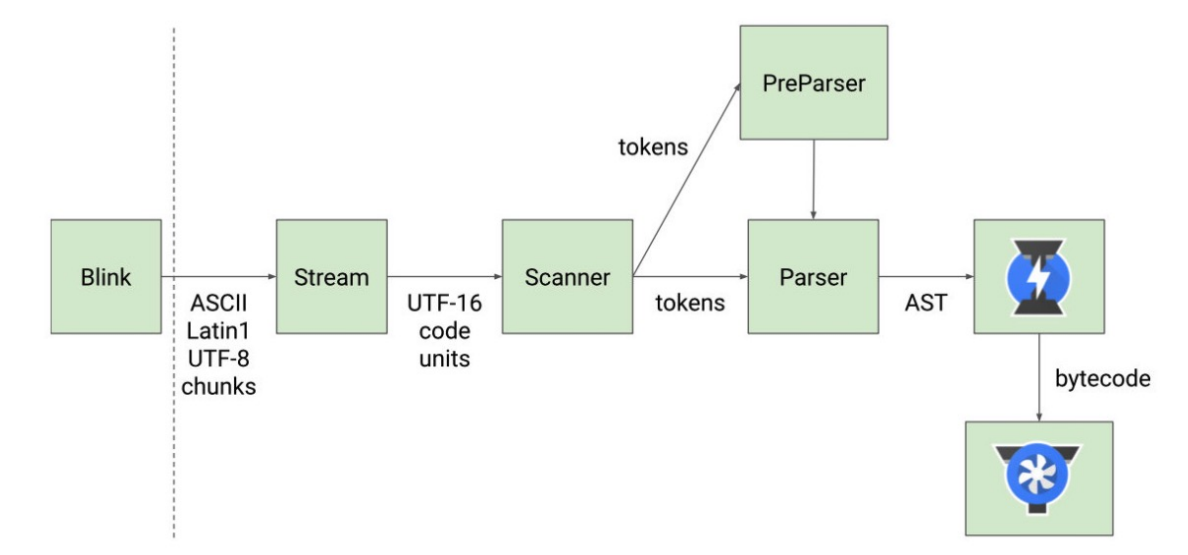 PreParser
tokens
Blink
Stream
Scanner
Parser
ASCII
Latin1
UTF-8
chunks
UTF-16
code
units
tokens
AST
bytecode